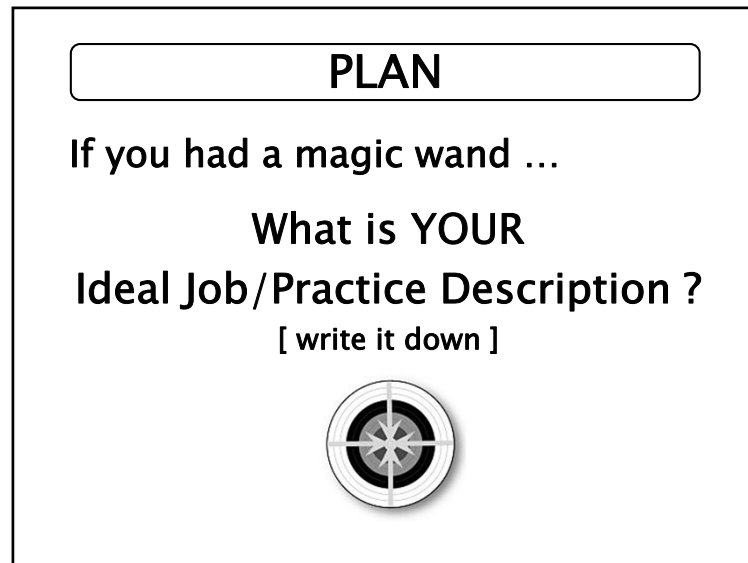 PLAN
If you had a magic wand ...
What is YOUR
Ideal Job/Practice Description ?
[ write it down ]